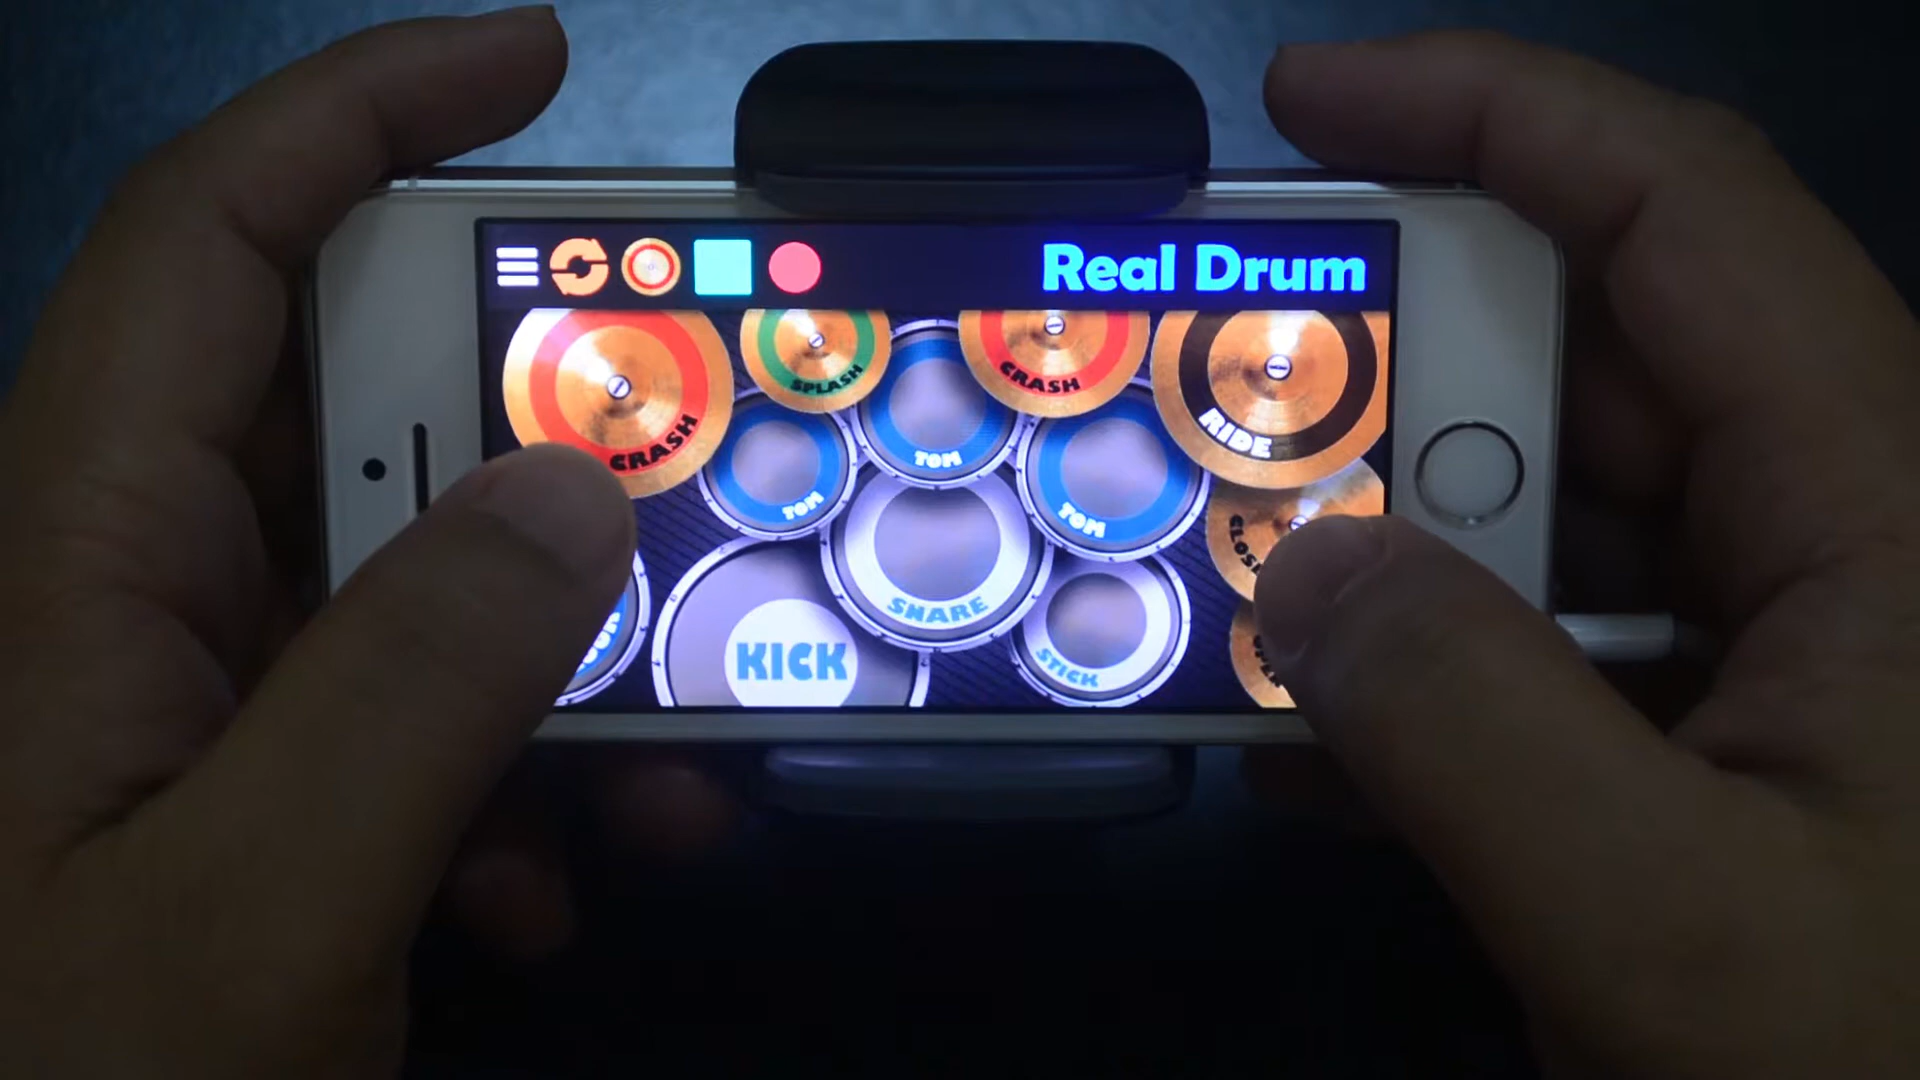 Real Drum
CRASH
SPLASH
CRASH
RIDE
TOM
TOM
TOM
SNARE
KICK
STICK